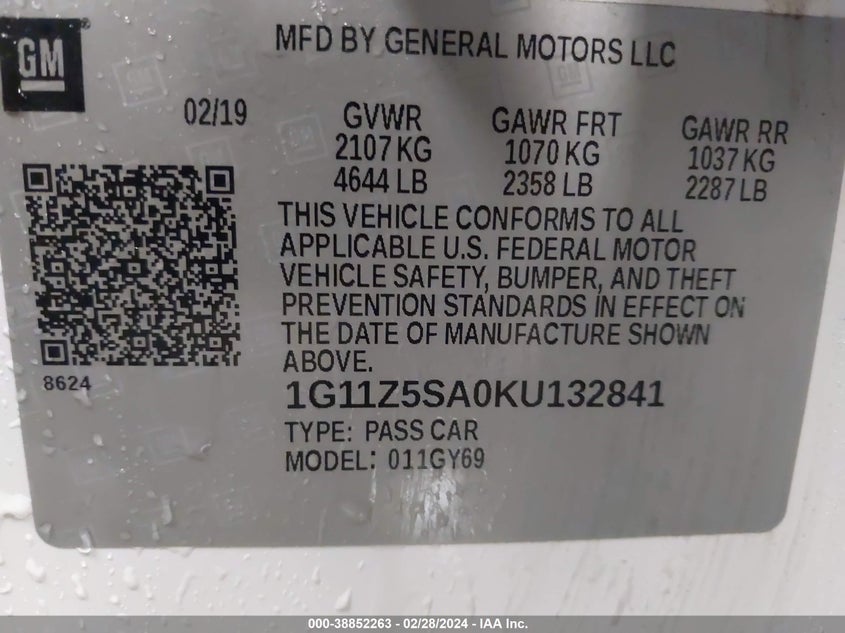 GM
MFD BY GENERAL MOTORS LLC
02/19
GVWR
2107 KG
4644 LB
GAWR FRT
1070 KG
2358 LB
GAWR RR
1037 KG
2287 LB
THIS VEHICLE CONFORMS TO ALL
APPLICABLE U.S. FEDERAL MOTOR
VEHICLE SAFETY, BUMPER, AND THEFT
PREVENTION STANDARDS IN EFFECT ON
THE DATE OF MANUFACTURE SHOWN
ABOVE.
8624
1G11Z5SA0KU132841
TYPE: PASS CAR
MODEL: 011GY69
000-38852263 - 02/28/2024 - IAA Inc.